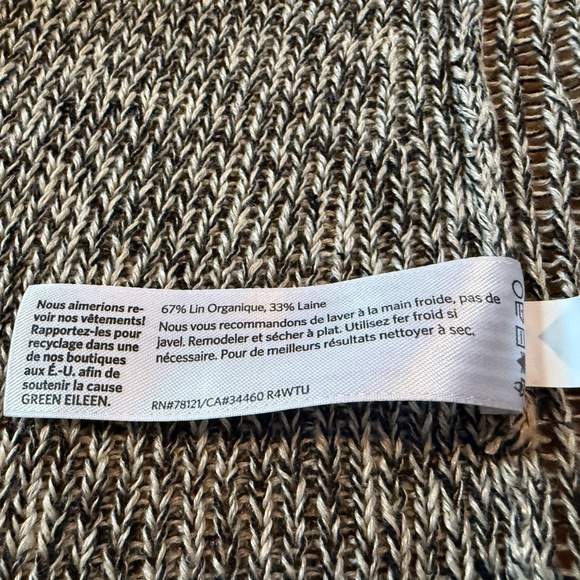 Nous aimerions re-
voir nos vêtements!
Rapportez-les pour
recyclage dans une
de nos boutiques
aux É.-U. afin de
soutenir la cause
GREEN EILEEN.
67% Lin Organique, 33% Laine
Nous vous recommandons de laver à la main froide, pas de
javel. Remodeler et sécher à plat. Utilisez fer froid si
nécessaire. Pour de meilleurs résultats nettoyer à sec.
RN#78121/CA#34460 R4WTU